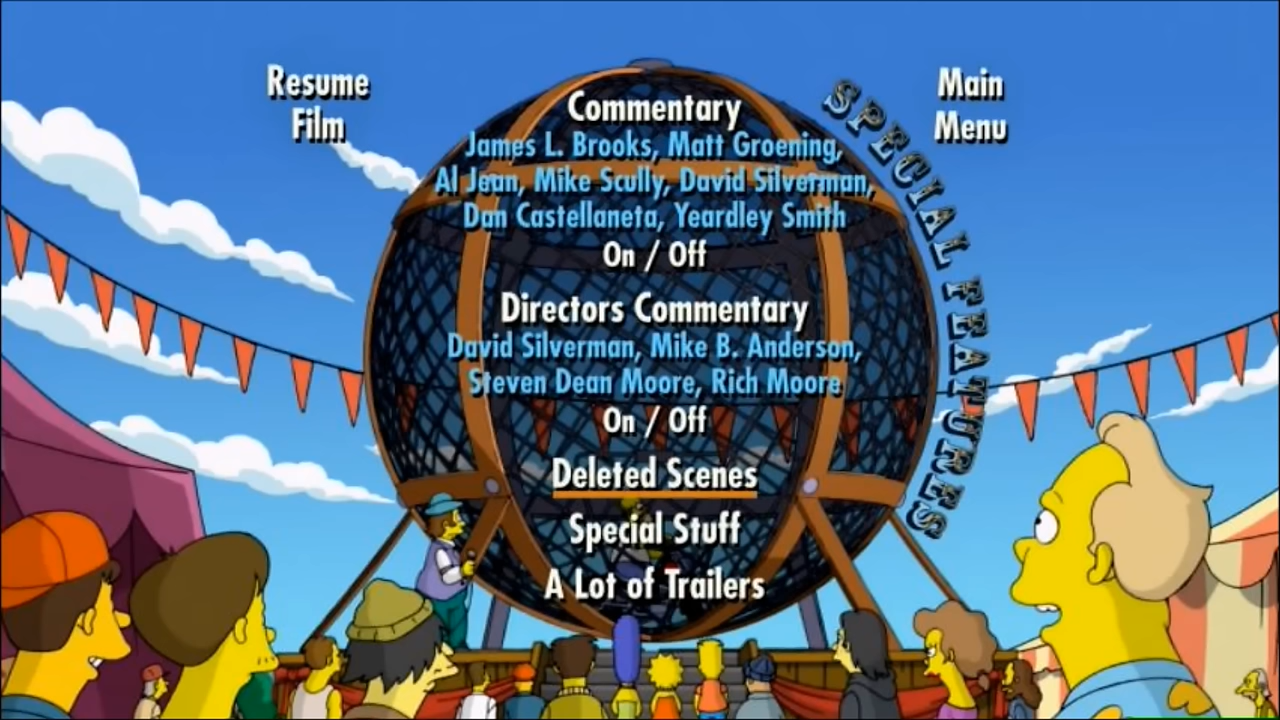 Resume
Film
Commentary
James L. Brooks, Matt Groening,
Al Jean, Mike Scully, David Silverman,
Dan Castellaneta, Yeardley Smith
On / Off
Directors Commentary
David Silverman, Mike B. Anderson,
Steven Dean Moore, Rich Moore
On / Off
Deleted Scenes
Special Stuff
A Lot of Trailers
SPECIAL FEATURES
Main
Menu